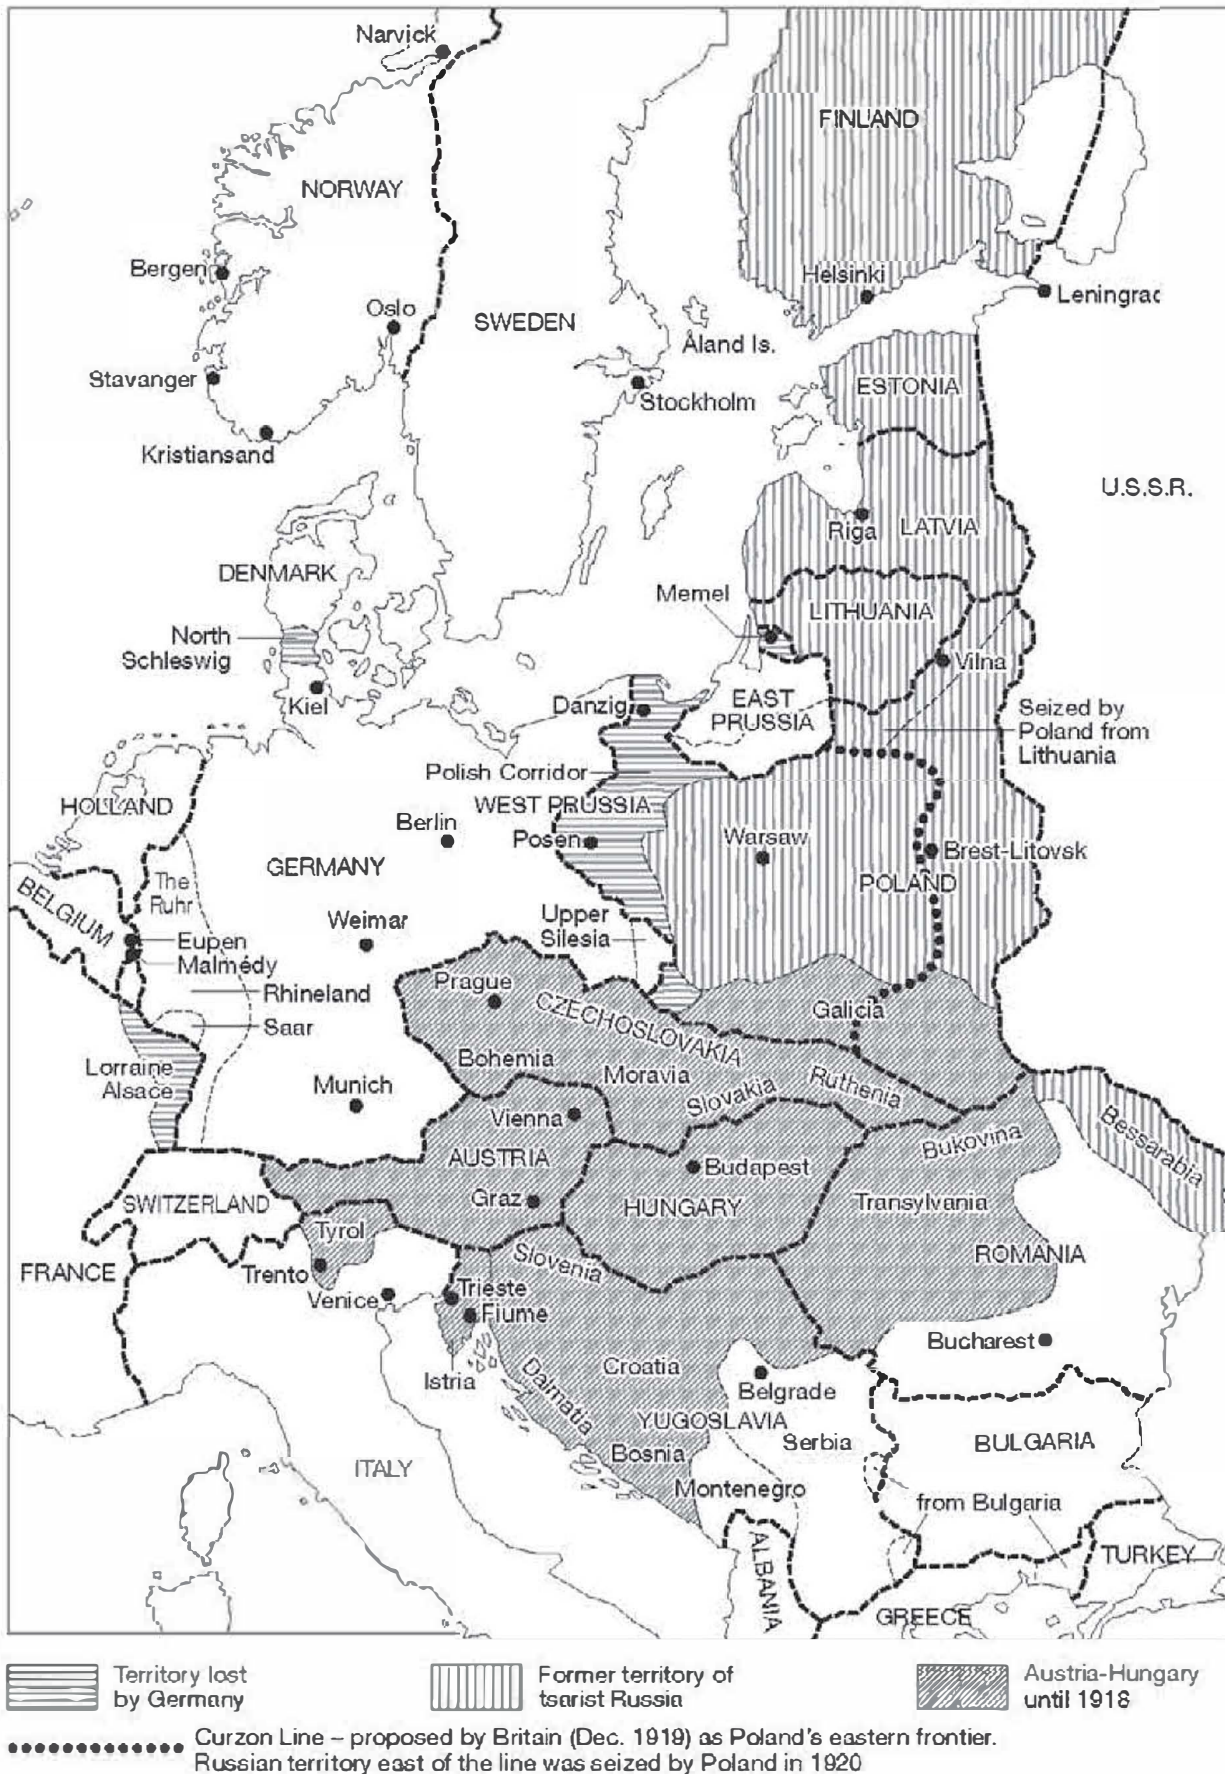 Narvick
FINLAND
NORWAY
Bergen
Helsinki
Leningrad
Oslo
SWEDEN
Åland Is.
Stavanger
ESTONIA
Stockholm
Kristiansand
U.S.S.R.
Riga
LATVIA
DENMARK
Memel
LITHUANIA
North
Schleswig
Vilna
Kiel
Danzig
EAST
PRUSSIA
Seized by
Poland from
Lithuania
Polish Corridor
HOLLAND
WEST PRUSSIA
Berlin
Posen
Warsaw
Brest-Litovsk
GERMANY
POLAND
The
Ruhr
BELGIUM
Weimar
Upper
Silesia
Eupen
Malmédy
Prague
Rhineland
Galicia
CZECHOSLOVAKIA
Saar
Bohemia
Lorraine
Alsace
Moravia
Munich
Slovakia
Ruthenia
Vienna
Bukovina
Bessarabia
AUSTRIA
Budapest
SWITZERLAND
Graz
HUNGARY
Transylvania
Tyrol
Slovenia
ROMANIA
FRANCE
Trento
Venice
Trieste
Fiume
Bucharest
Istria
Croatia
Dalmatia
Belgrade
YUGOSLAVIA
Serbia
BULGARIA
Bosnia
ITALY
Montenegro
from Bulgaria
ALBANIA
TURKEY
GREECE
Territory lost
by Germany
Former territory of
tsarist Russia
Austria-Hungary
until 1918
Curzon Line – proposed by Britain (Dec. 1919) as Poland's eastern frontier.
Russian territory east of the line was seized by Poland in 1920